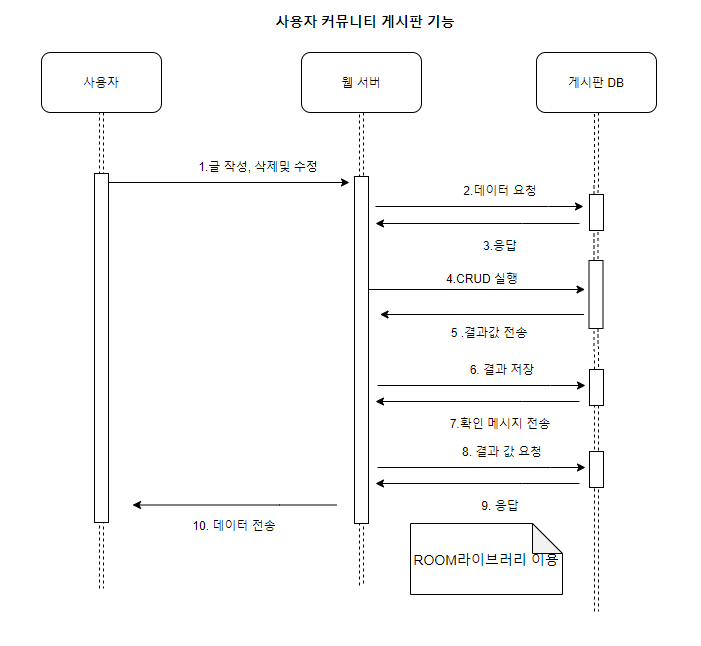 사용자 커뮤니티 게시판 기능
사용자
웹 서버
게시판 DB
1.글 작성, 삭제및 수정
2.데이터 요청
3.응답
4.CRUD 실행
5 .결과값 전송
6. 결과 저장
7.확인 메시지 전송
8. 결과 값 요청
9. 응답
10. 데이터 전송
ROOM라이브러리 이용